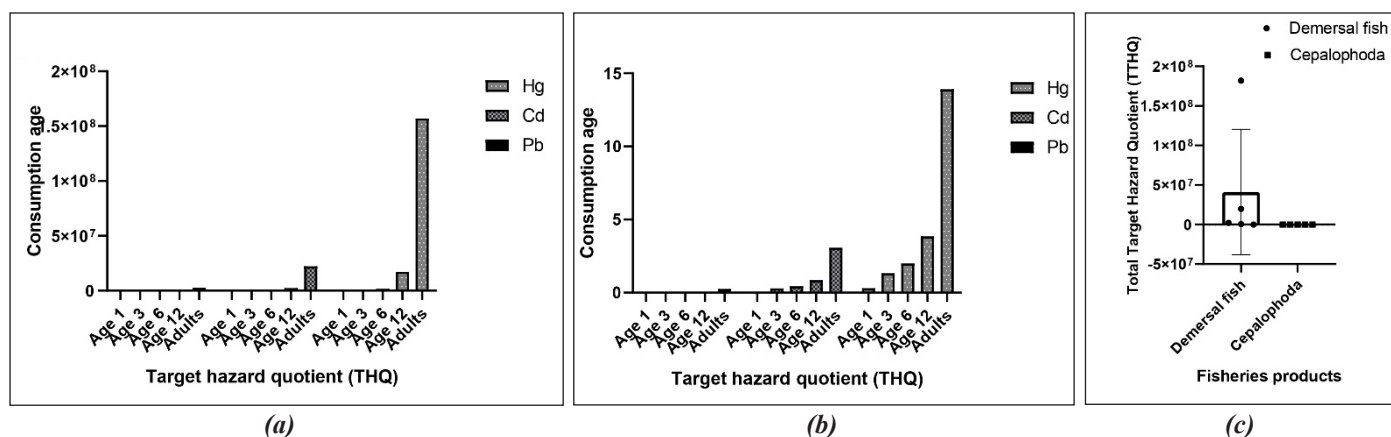 2×10⁸
1.5×10⁸
1×10⁸
5×10⁷
0
Consumption age
Hg
Cd
Pb
Age 1
Age 3
Age 6
Age 12
Adults
Age 1
Age 3
Age 6
Age 12
Adults
Age 1
Age 3
Age 6
Age 12
Adults
Target hazard quotient (THQ)
(a)
15
10
5
0
Consumption age
Hg
Cd
Pb
Age 1
Age 3
Age 6
Age 12
Adults
Age 1
Age 3
Age 6
Age 12
Adults
Age 1
Age 3
Age 6
Age 12
Adults
Target hazard quotient (THQ)
(b)
Demersal fish
Cepalophoda
2×10⁸
1.5×10⁸
1×10⁸
5×10⁷
0
-5×10⁷
Total Target Hazard Quotient (TTHQ)
Demersal fish
Cepalophoda
Fisheries products
(c)